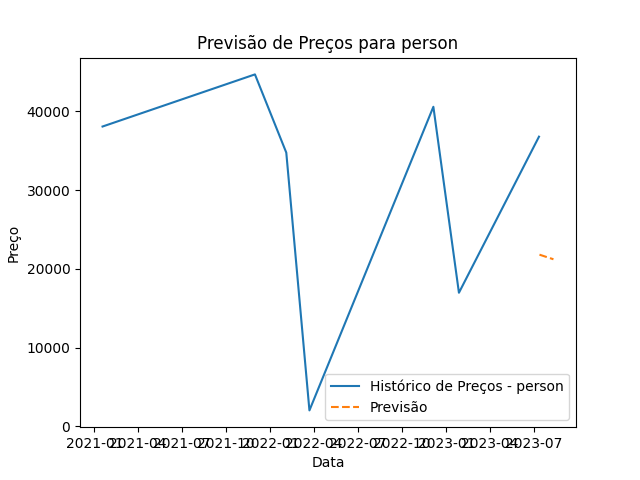 Previsão de Preços para person
Preço
40000
30000
20000
10000
0
Histórico de Preços - person
Previsão
2021-01 2021-04 2021-07 2021-10 2022-01 2022-04 2022-07 2022-10 2023-01 2023-04 2023-07
Data